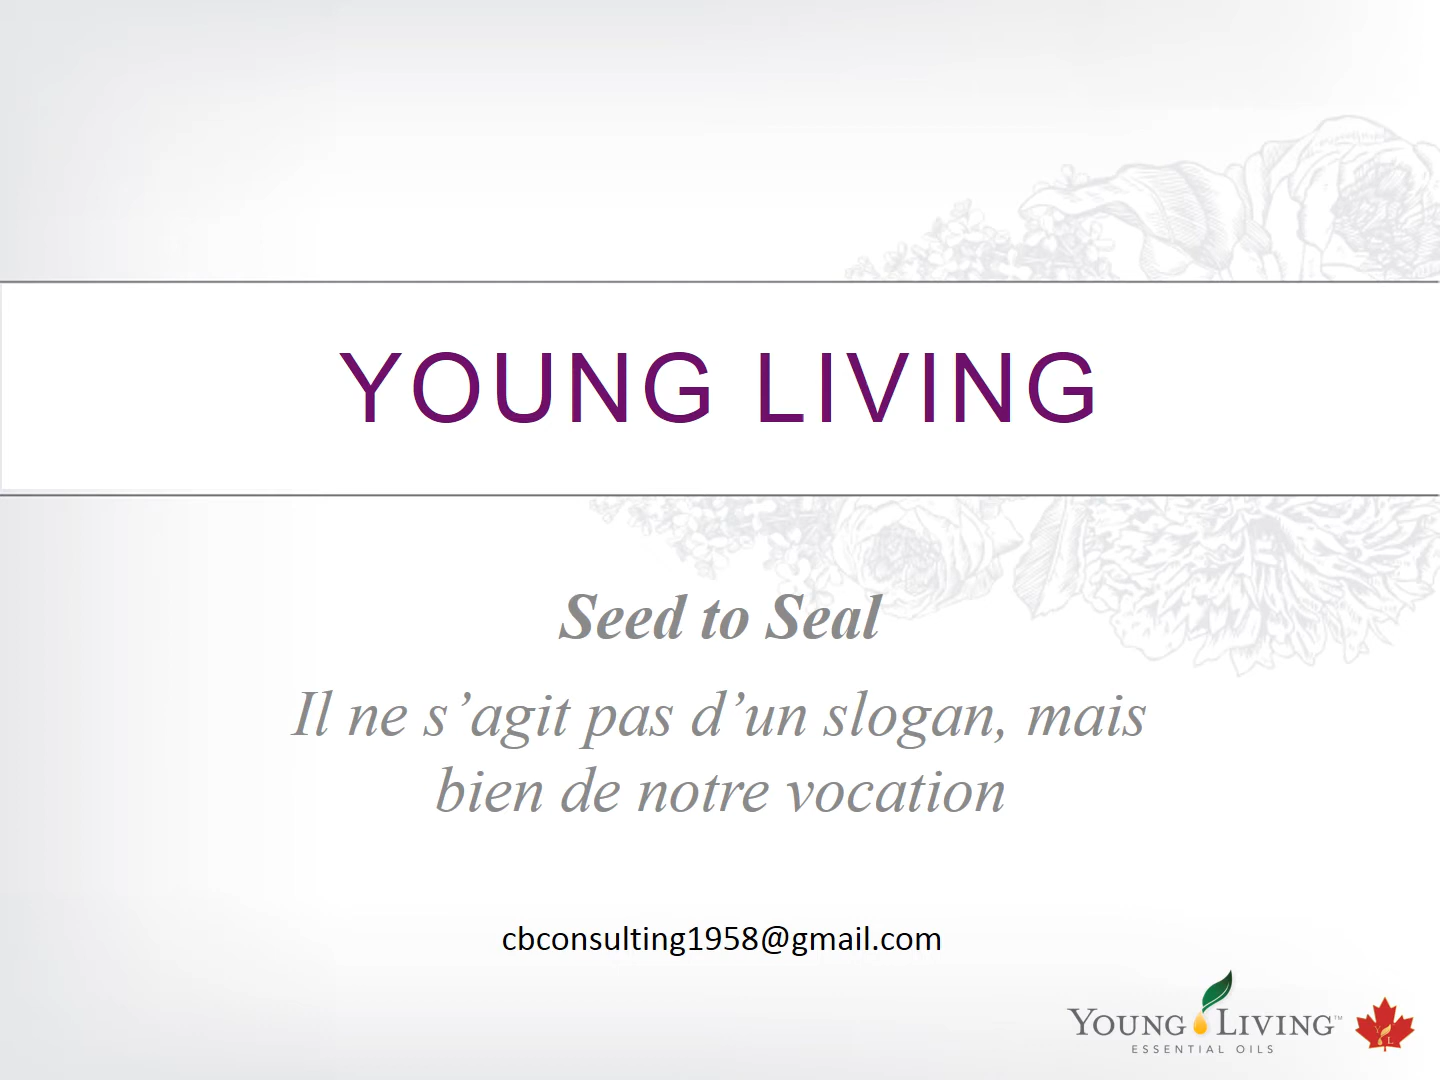 YOUNG LIVING
Seed to Seal
Il ne s’agit pas d’un slogan, mais
bien de notre vocation
cbconsulting1958@gmail.com
YOUNG LIVING™
ESSENTIAL OILS
Y L